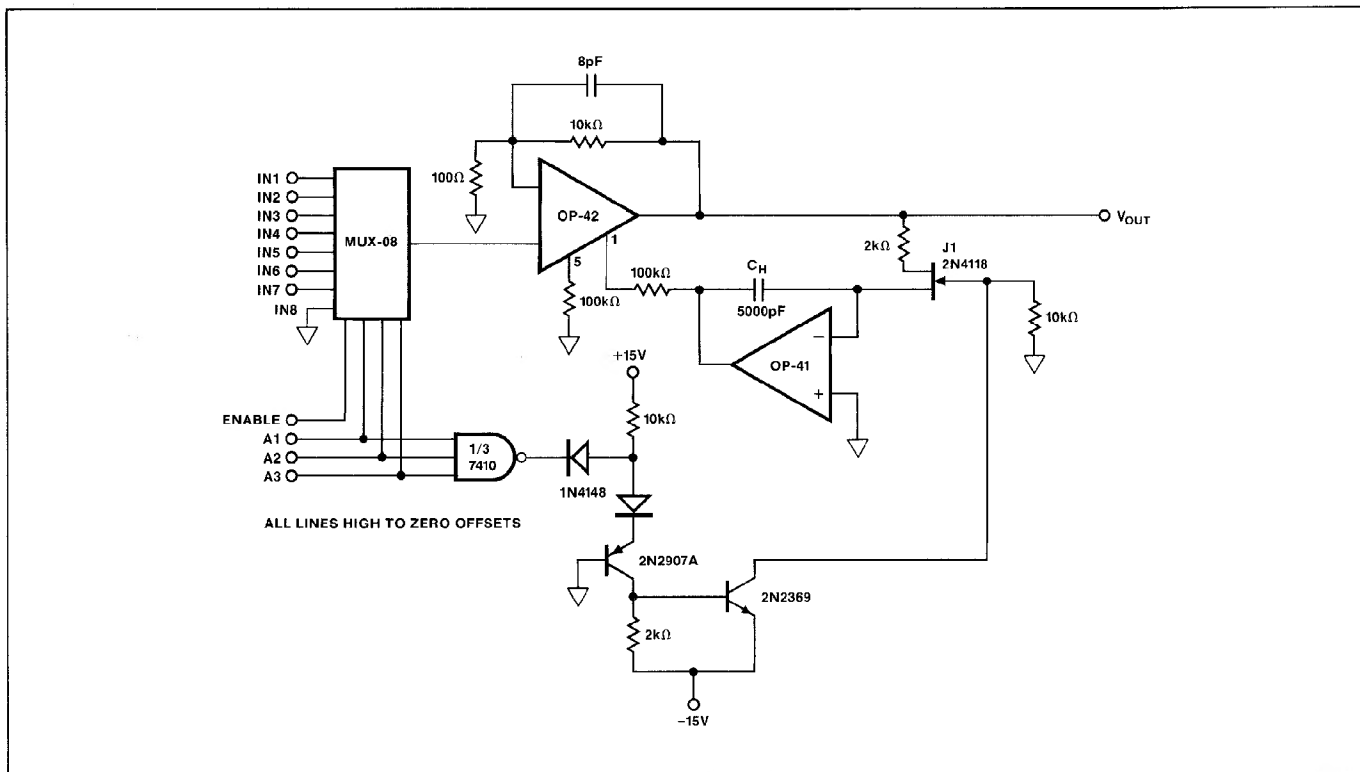 8pF
10kΩ
100Ω
IN1
IN2
IN3
IN4
IN5
IN6
IN7
IN8
MUX-08
OP-42
1
5
100kΩ
100kΩ
CH
5000pF
2kΩ
J1
2N4118
VOUT
10kΩ
OP-41
−
+
+15V
10kΩ
ENABLE
A1
A2
A3
1/3
7410
1N4148
ALL LINES HIGH TO ZERO OFFSETS
2N2907A
2N2369
2kΩ
−15V